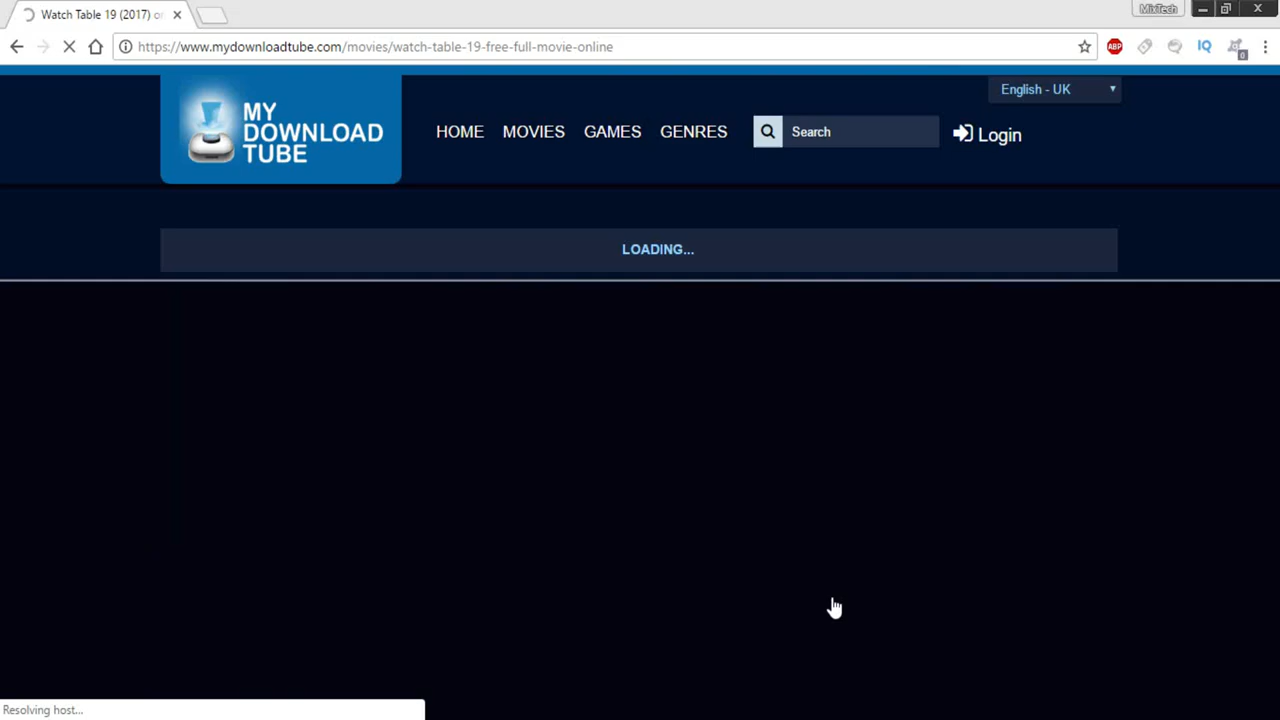 Watch Table 19 (2017) o
MixTech
https://www.mydownloadtube.com/movies/watch-table-19-free-full-movie-online
ABP
IQ
0
English - UK
MY
DOWNLOAD
TUBE
HOME
MOVIES
GAMES
GENRES
Search
Login
LOADING...
Resolving host...